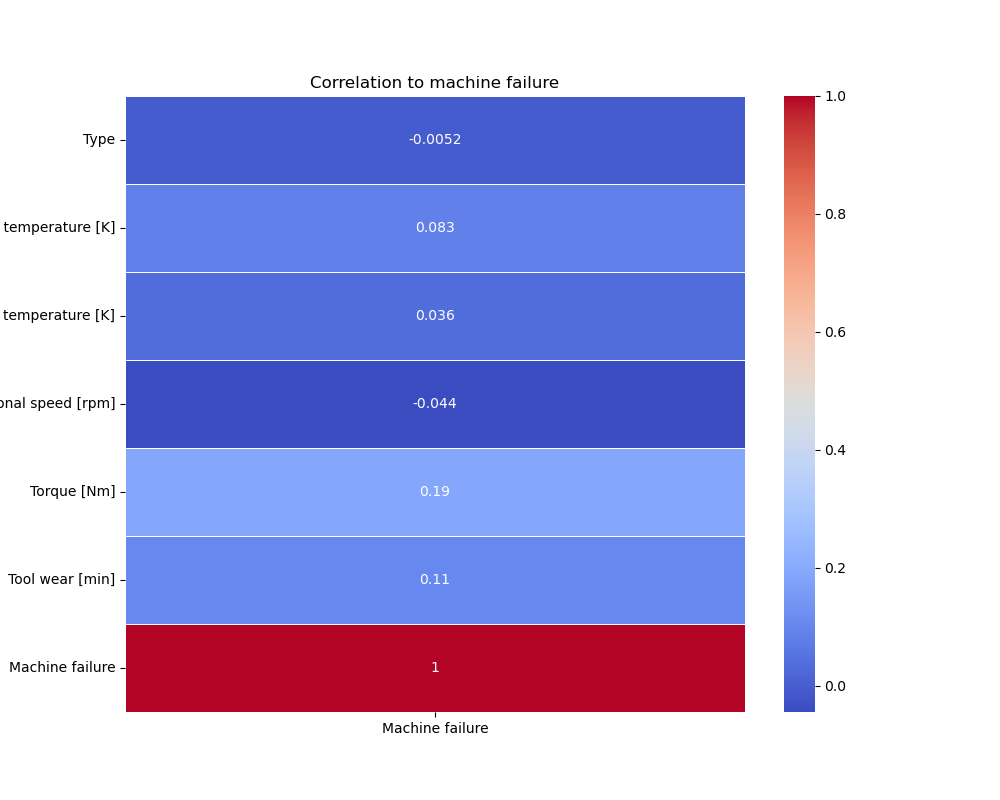 Correlation to machine failure
Type
-0.0052
temperature [K]
0.083
temperature [K]
0.036
onal speed [rpm]
-0.044
Torque [Nm]
0.19
Tool wear [min]
0.11
Machine failure
1
Machine failure
1.0
0.8
0.6
0.4
0.2
0.0